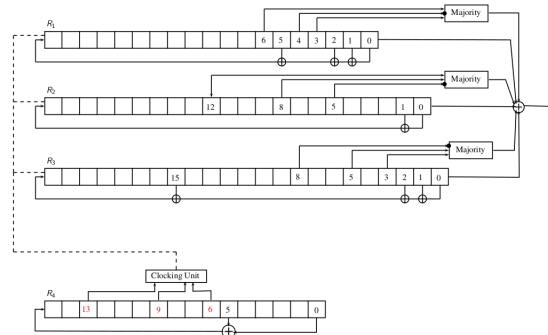 R1
Majority
6 5 4 3 2 1 0
R2
Majority
12 8 5 1 0
R3
Majority
15 8 5 3 2 1 0
Clocking Unit
R4
13 9 6 5 0